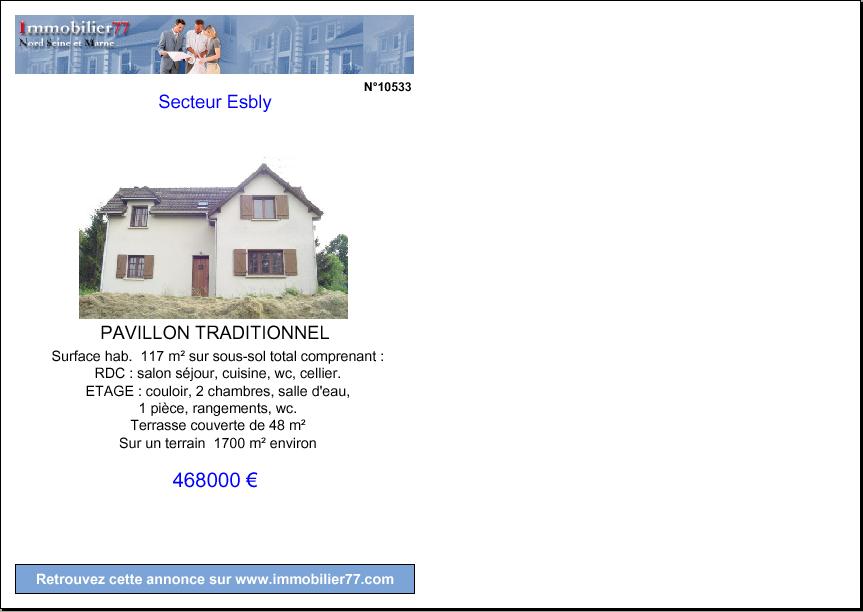 Immobilier77
Nord Seine et Marne
N°10533
Secteur Esbly
PAVILLON TRADITIONNEL
Surface hab.  117 m² sur sous-sol total comprenant :
RDC : salon séjour, cuisine, wc, cellier.
ETAGE : couloir, 2 chambres, salle d'eau,
1 pièce, rangements, wc.
Terrasse couverte de 48 m²
Sur un terrain  1700 m² environ
468000 €
Retrouvez cette annonce sur www.immobilier77.com